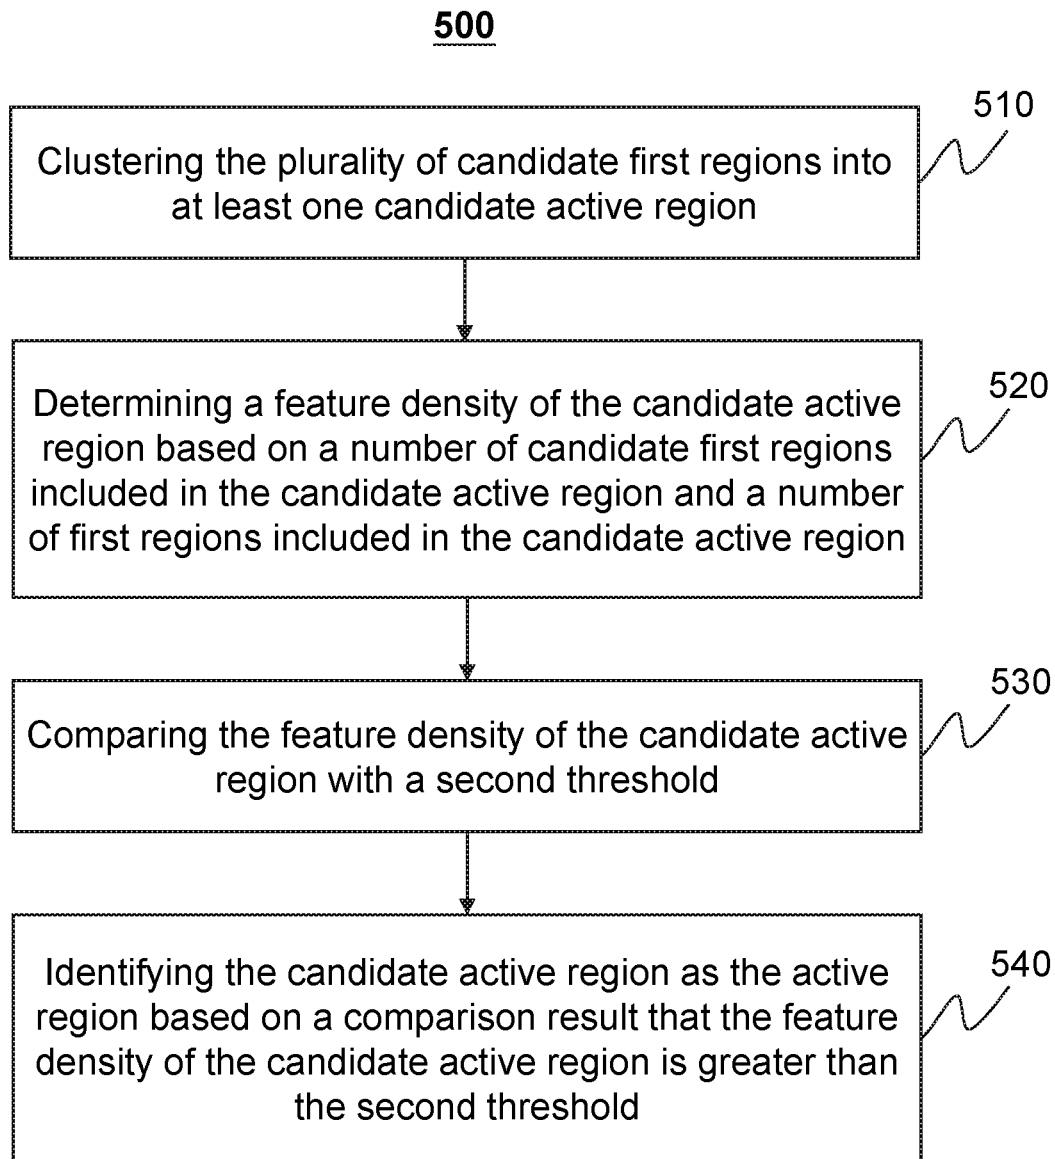 500
510
Clustering the plurality of candidate first regions into
at least one candidate active region
520
Determining a feature density of the candidate active
region based on a number of candidate first regions
included in the candidate active region and a number
of first regions included in the candidate active region
530
Comparing the feature density of the candidate active
region with a second threshold
540
Identifying the candidate active region as the active
region based on a comparison result that the feature
density of the candidate active region is greater than
the second threshold